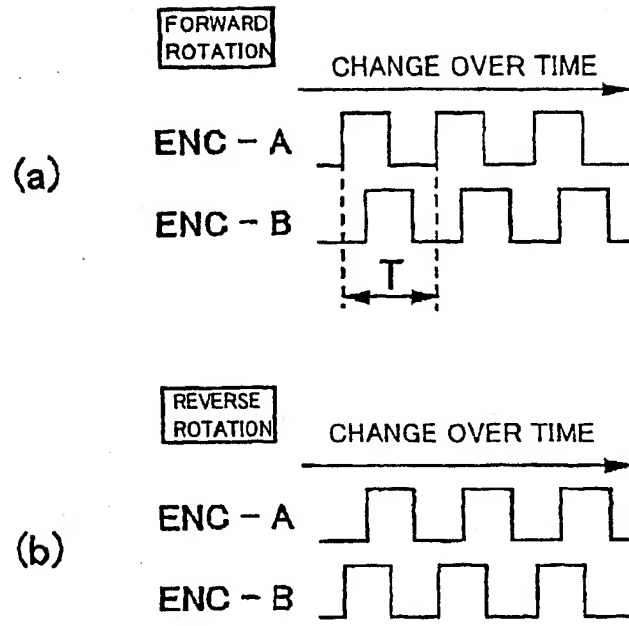 FORWARD
ROTATION
CHANGE OVER TIME
(a)
ENC - A
ENC - B
T
REVERSE
ROTATION
CHANGE OVER TIME
(b)
ENC - A
ENC - B